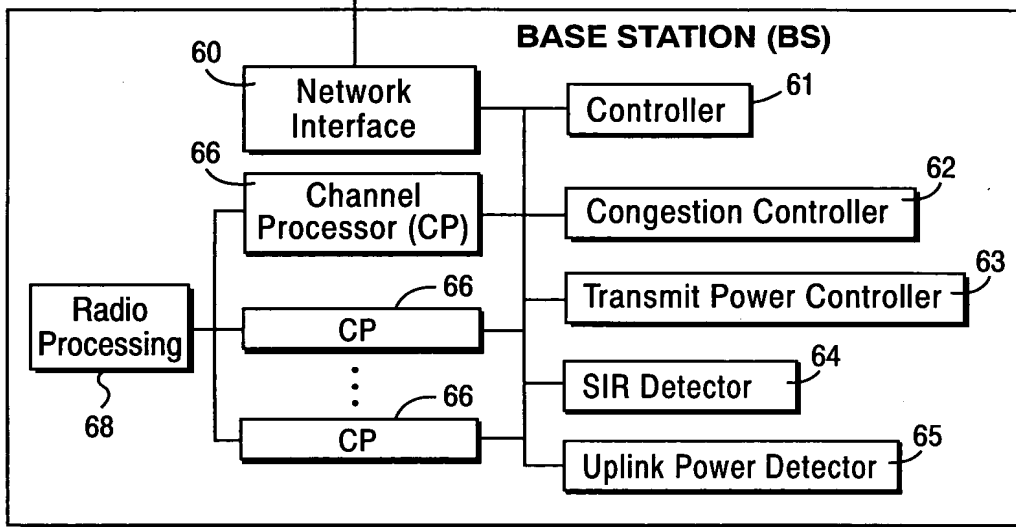 BASE STATION (BS)
60
Network
Interface
61
Controller
66
Channel
Processor (CP)
62
Congestion Controller
63
Transmit Power Controller
Radio
Processing
68
66
CP
64
SIR Detector
66
CP
65
Uplink Power Detector